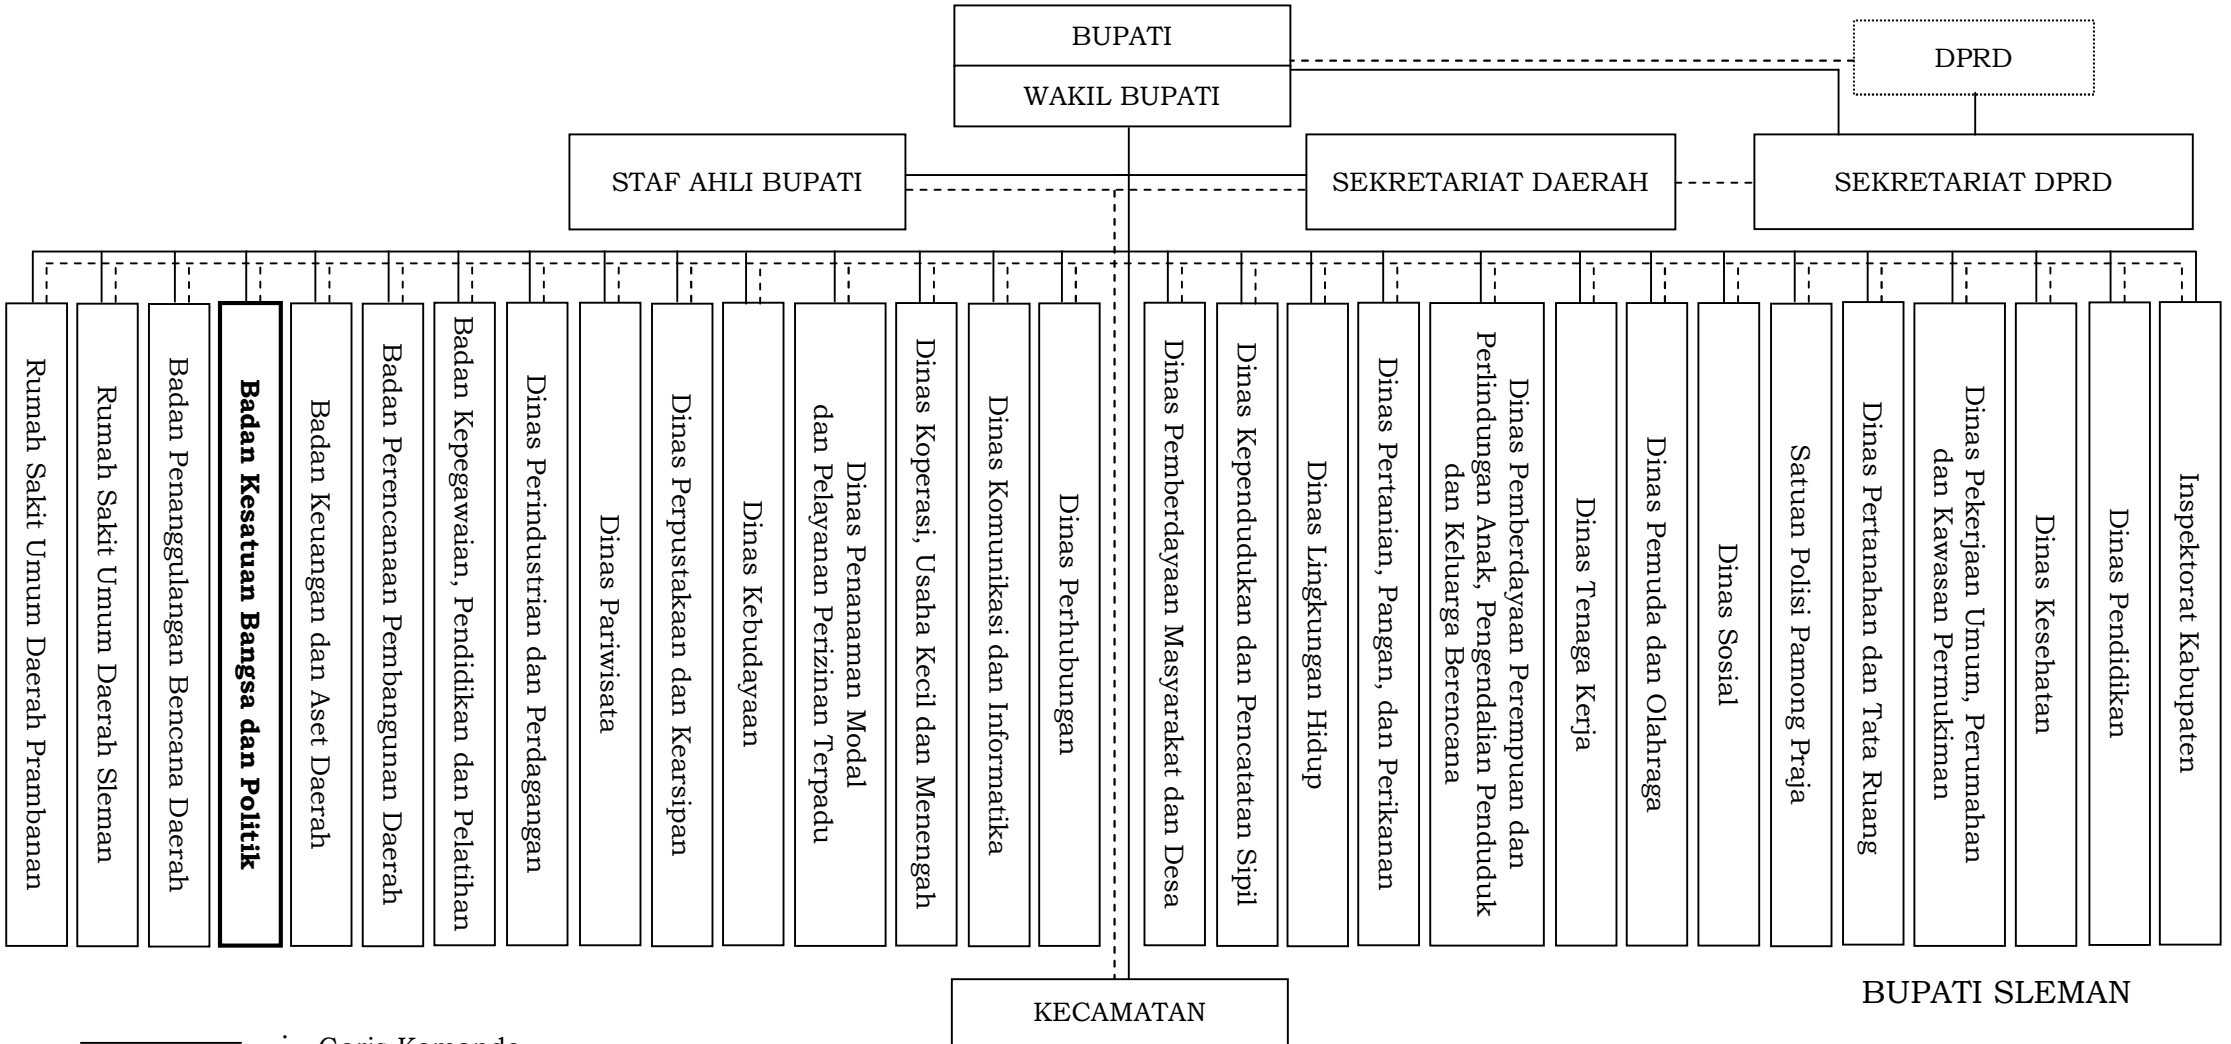 BUPATI
DPRD
WAKIL BUPATI
STAF AHLI BUPATI
SEKRETARIAT DAERAH
SEKRETARIAT DPRD
Rumah Sakit Umum Daerah Prambanan
Rumah Sakit Umum Daerah Sleman
Badan Penanggulangan Bencana Daerah
Badan Kesatuan Bangsa dan Politik
Badan Keuangan dan Aset Daerah
Badan Perencanaan Pembangunan Daerah
Badan Kepegawaian, Pendidikan dan Pelatihan
Dinas Perindustrian dan Perdagangan
Dinas Pariwisata
Dinas Perpustakaan dan Kearsipan
Dinas Kebudayaan
Dinas Penanaman Modal
dan Pelayanan Perizinan Terpadu
Dinas Koperasi, Usaha Kecil dan Menengah
Dinas Komunikasi dan Informatika
Dinas Perhubungan
Dinas Pemberdayaan Masyarakat dan Desa
Dinas Kependudukan dan Pencatatan Sipil
Dinas Lingkungan Hidup
Dinas Pertanian, Pangan, dan Perikanan
Dinas Pemberdayaan Perempuan dan
Perlindungan Anak, Pengendalian Penduduk
dan Keluarga Berencana
Dinas Tenaga Kerja
Dinas Pemuda dan Olahraga
Dinas Sosial
Satuan Polisi Pamong Praja
Dinas Pertanahan dan Tata Ruang
Dinas Pekerjaan Umum, Perumahan
dan Kawasan Permukiman
Dinas Kesehatan
Dinas Pendidikan
Inspektorat Kabupaten
BUPATI SLEMAN
KECAMATAN
: Garis Komando